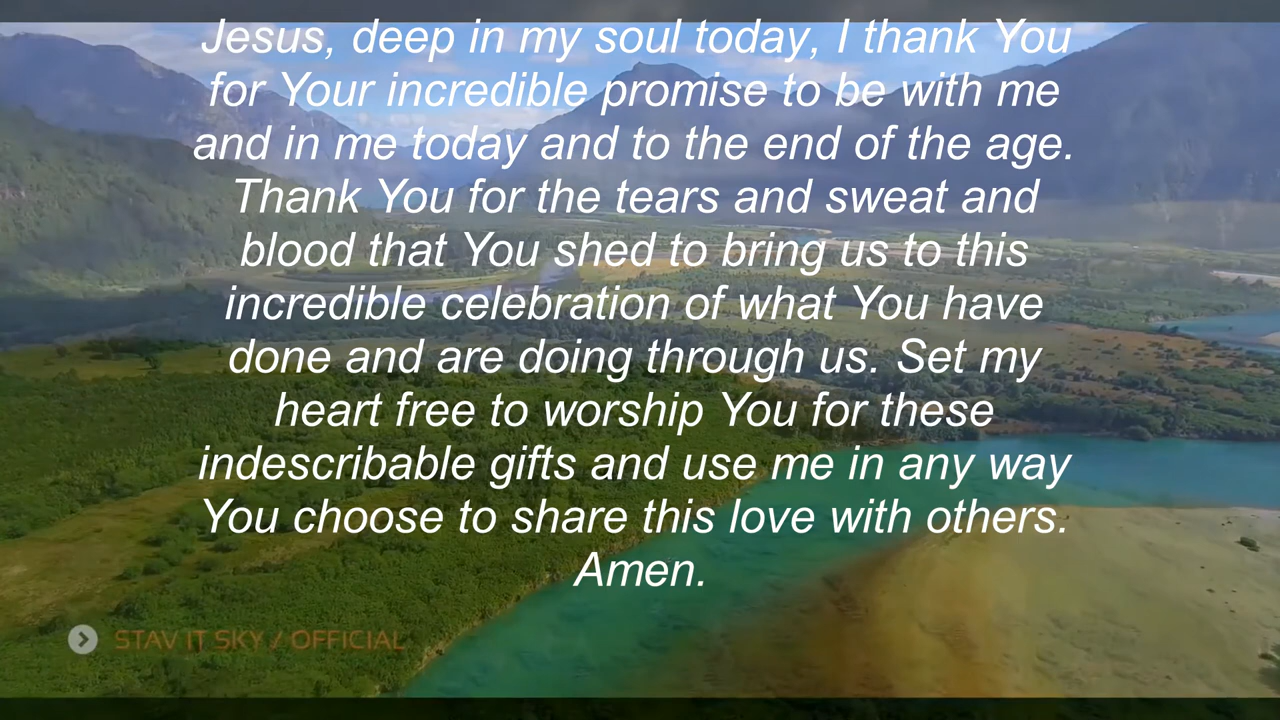 Jesus, deep in my soul today, I thank You
for Your incredible promise to be with me
and in me today and to the end of the age.
Thank You for the tears and sweat and
blood that You shed to bring us to this
incredible celebration of what You have
done and are doing through us. Set my
heart free to worship You for these
indescribable gifts and use me in any way
You choose to share this love with others.
Amen.
STAV IT SKY / OFFICIAL